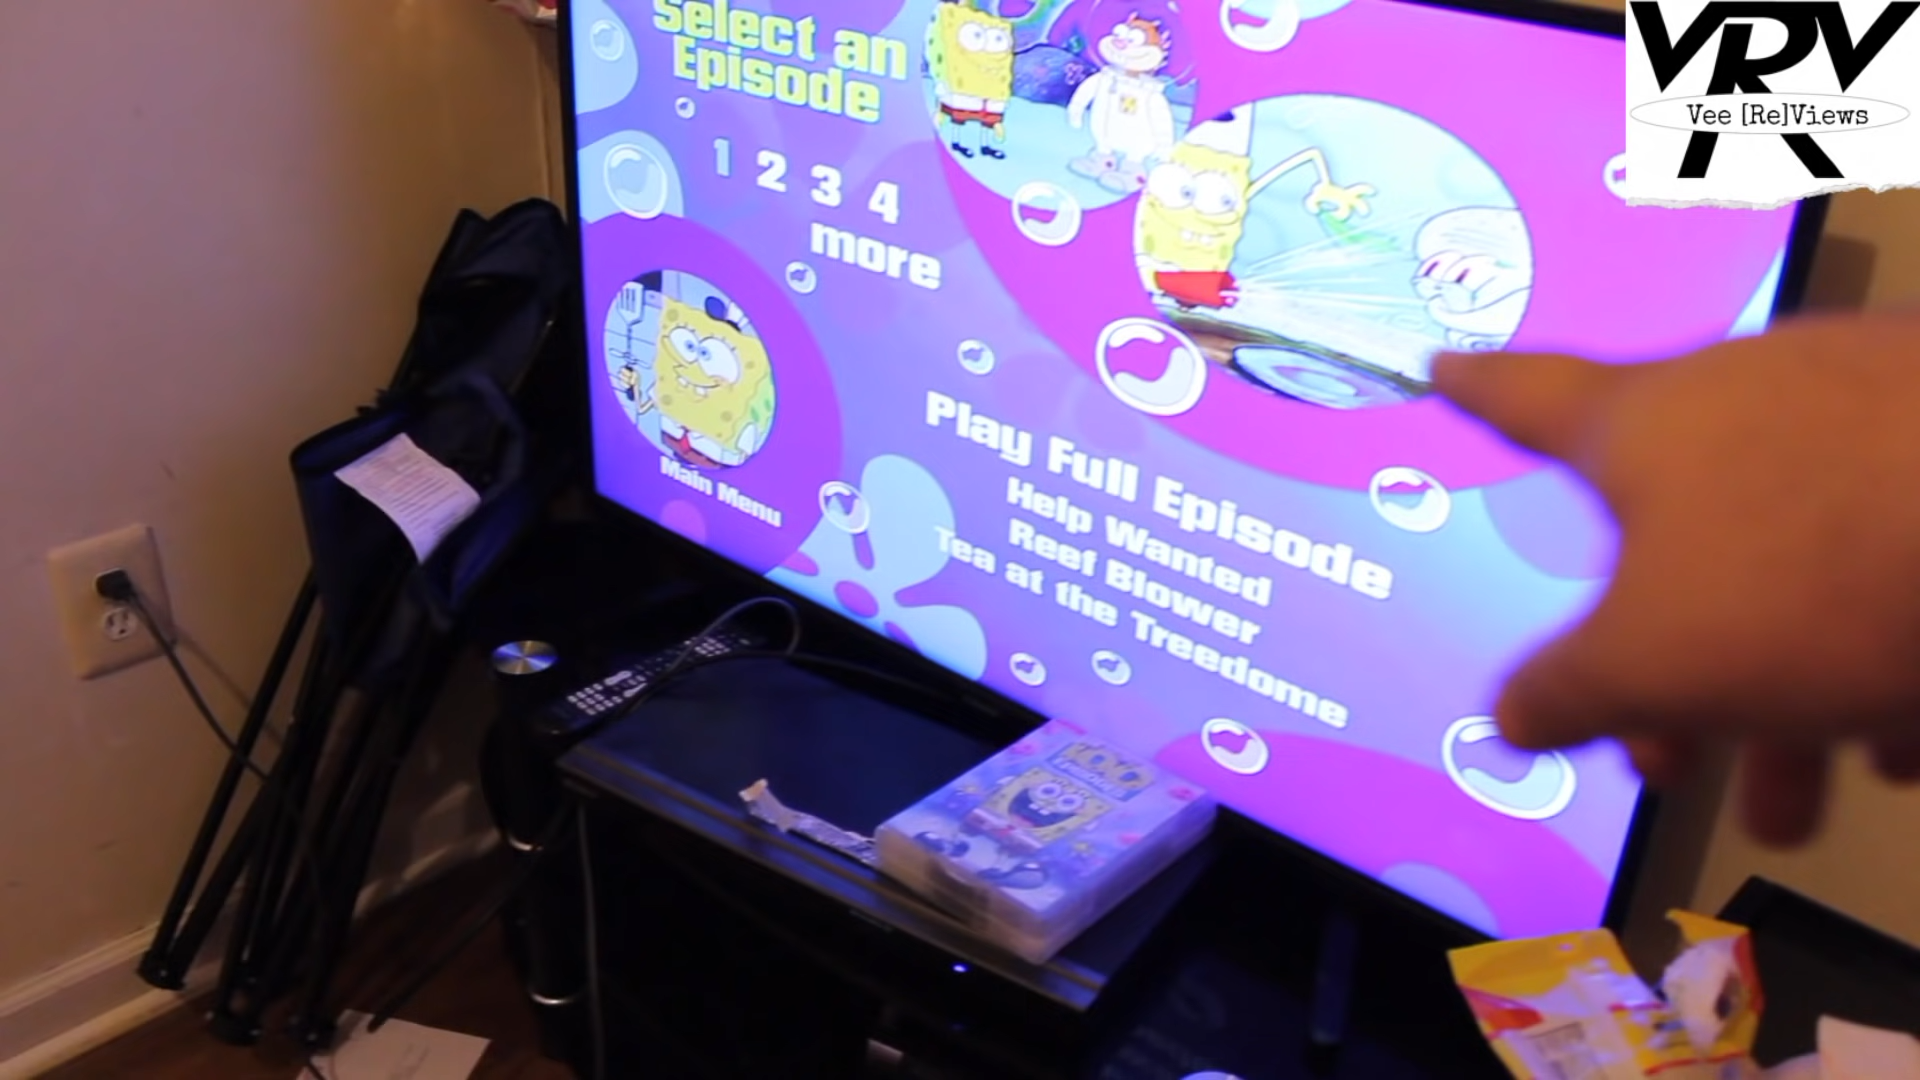 Select an
Episode
1 2 3 4
more
Main Menu
Play Full Episode
Help Wanted
Reef Blower
Tea at the Treedome
VRV
Vee [Re]Views
100